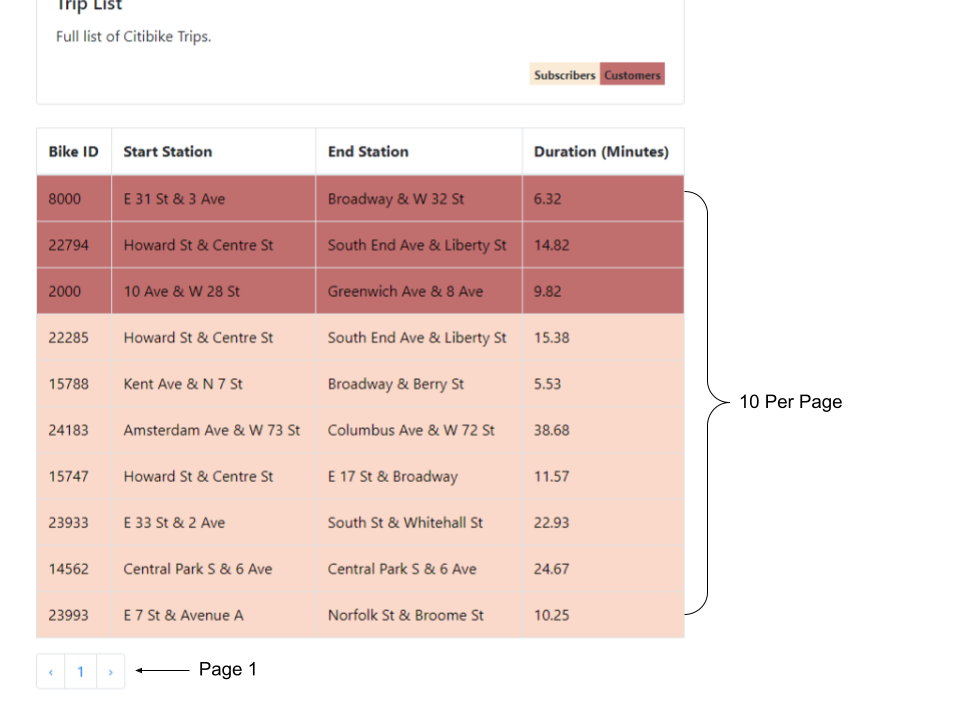 Trip List
Full list of Citibike Trips.
Subscribers Customers
Bike ID Start Station End Station Duration (Minutes)
8000 E 31 St & 3 Ave Broadway & W 32 St 6.32
22794 Howard St & Centre St South End Ave & Liberty St 14.82
2000 10 Ave & W 28 St Greenwich Ave & 8 Ave 9.82
22285 Howard St & Centre St South End Ave & Liberty St 15.38
15788 Kent Ave & N 7 St Broadway & Berry St 5.53
10 Per Page
24183 Amsterdam Ave & W 73 St Columbus Ave & W 72 St 38.68
15747 Howard St & Centre St E 17 St & Broadway 11.57
23933 E 33 St & 2 Ave South St & Whitehall St 22.93
14562 Central Park S & 6 Ave Central Park S & 6 Ave 24.67
23993 E 7 St & Avenue A Norfolk St & Broome St 10.25
‹ 1 › Page 1